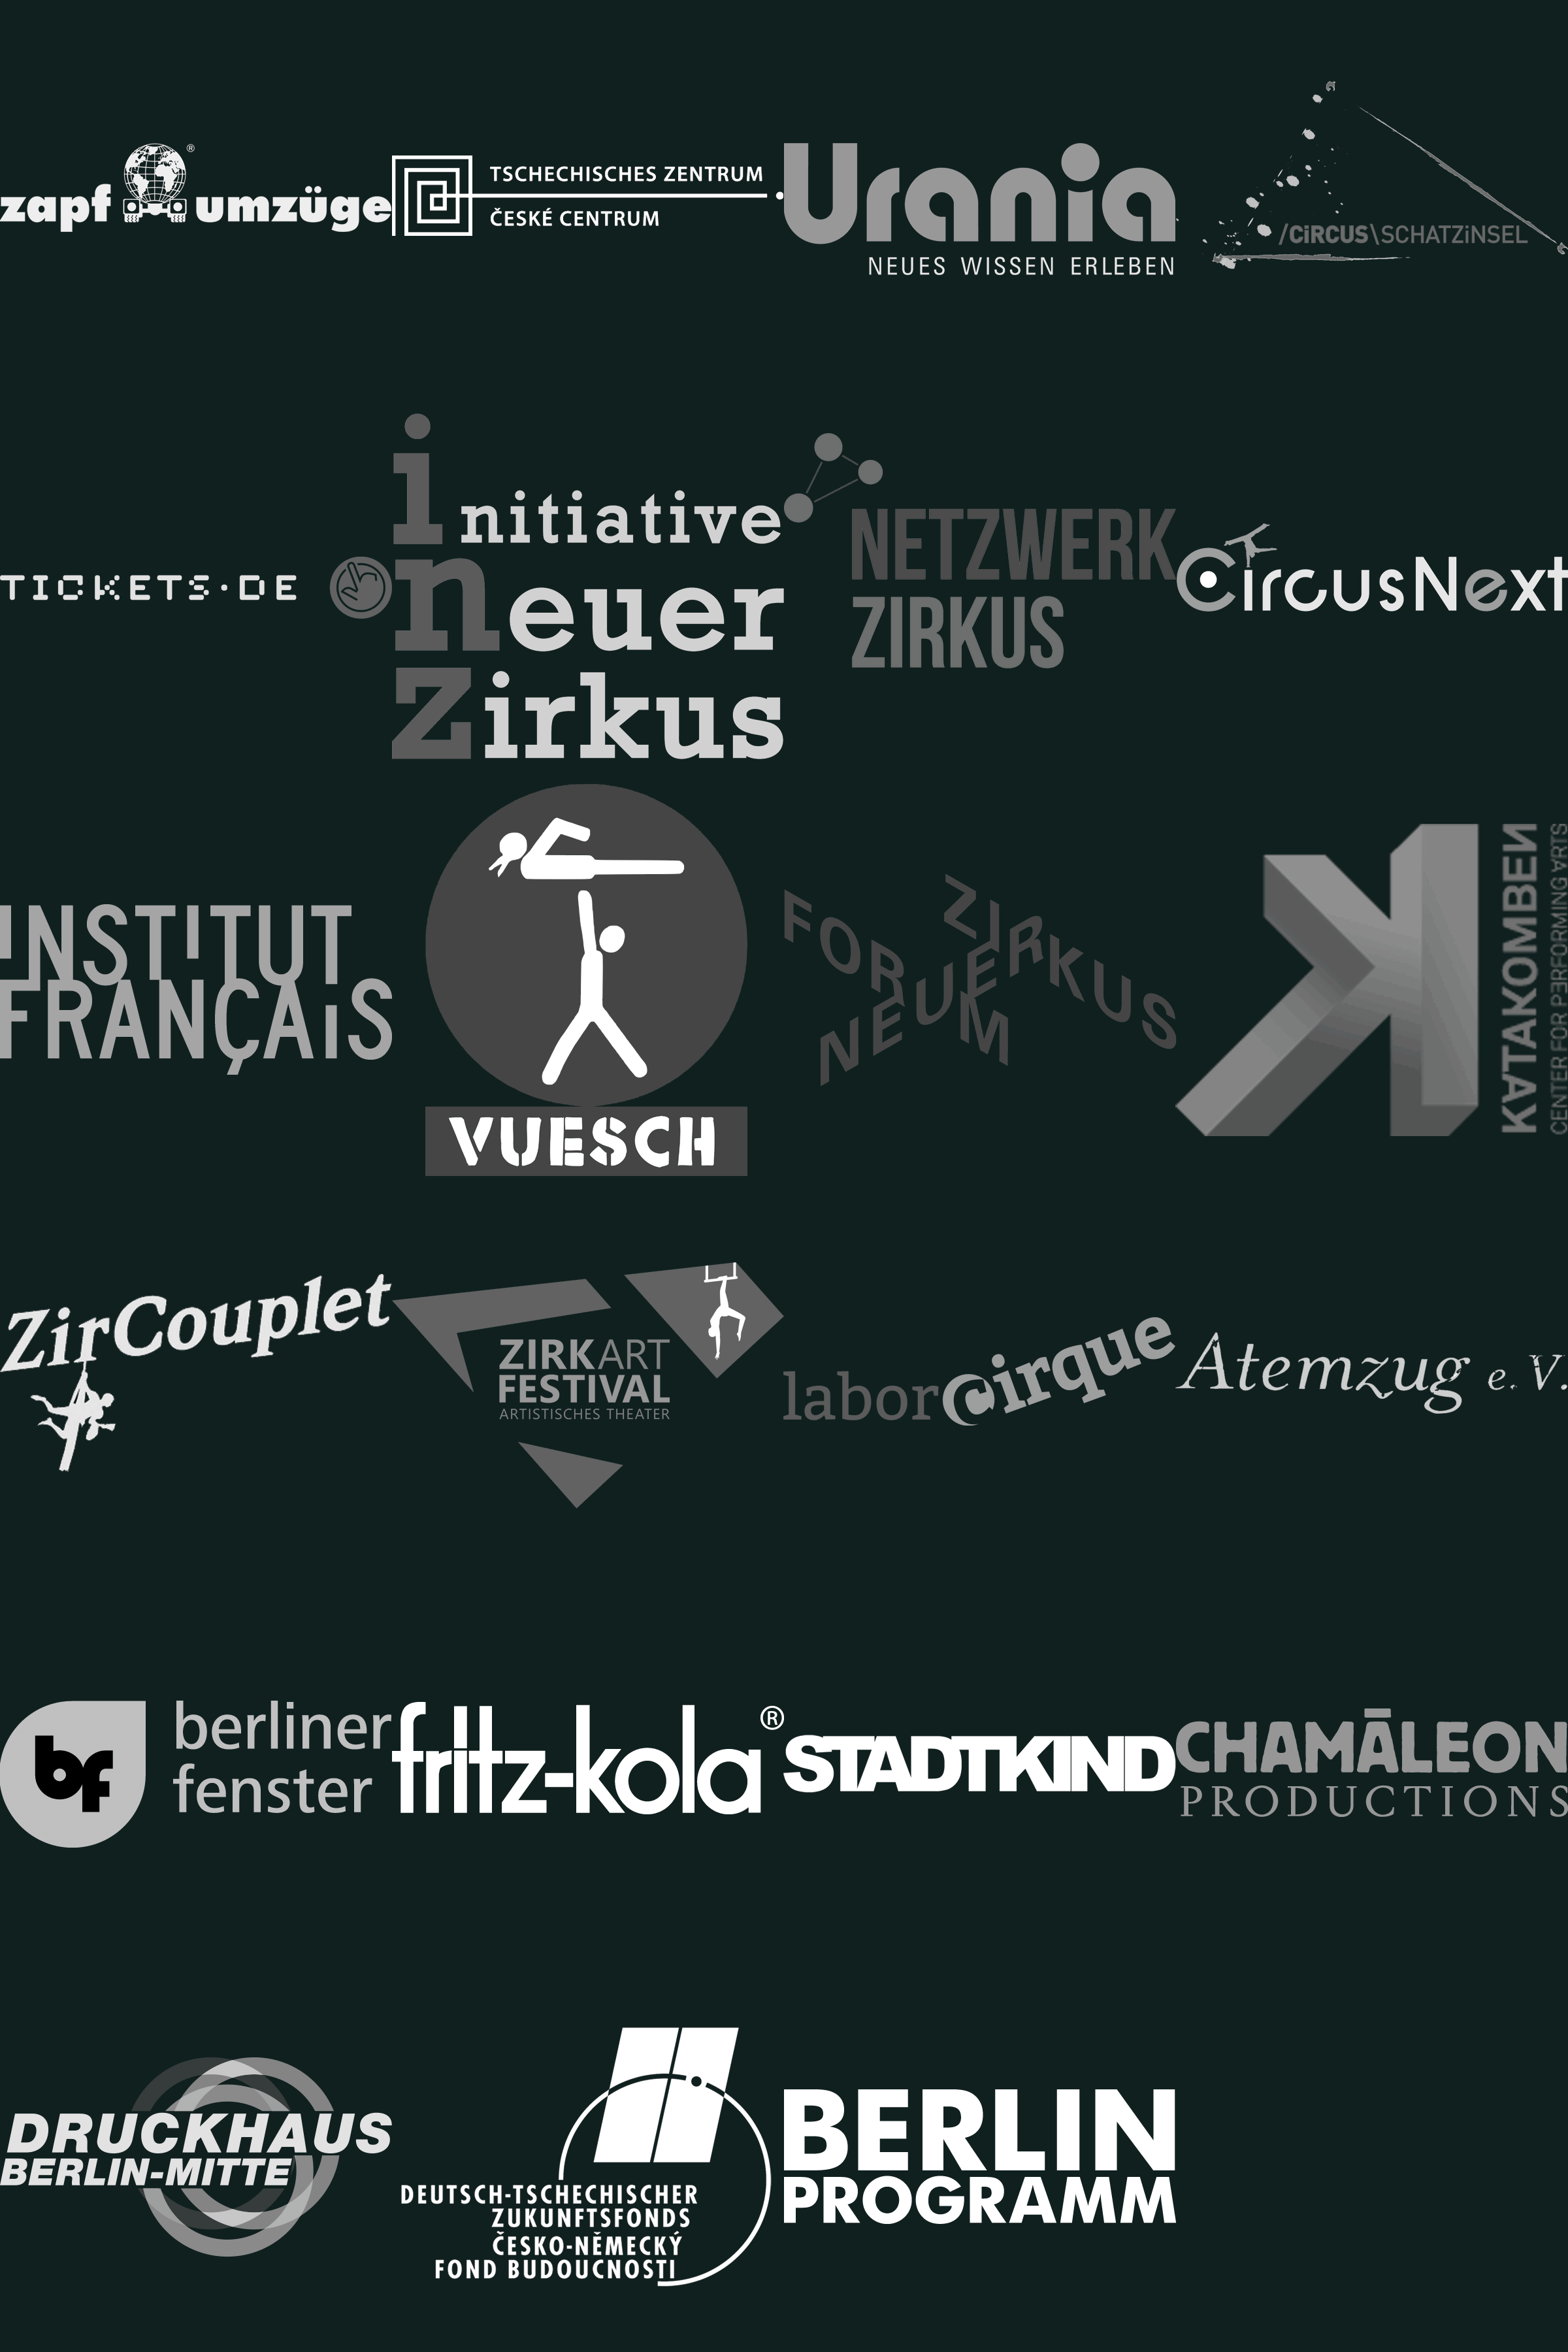 zapf umzüge®
TSCHECHISCHES ZENTRUM
ČESKÉ CENTRUM
Urania
NEUES WISSEN ERLEBEN
/CiRCUS\SCHATZiNSEL
TICKETS·DE
initiative
neuer
Zirkus
NETZWERK
ZIRKUS
CircusNext
INSTITUT
FRANÇAiS
VUESCH
FORUM
NEUER
ZIRKUS
KATAKOMBEN
CENTER FOR PERFORMING ARTS
ZirCouplet
ZIRKART
FESTIVAL
ARTISTISCHES THEATER
laborCirque
Atemzug e. V.
bf
berliner
fenster
fritz-kola®
STADTKIND
CHAMÄLEON
PRODUCTIONS
DRUCKHAUS
BERLIN-MITTE
DEUTSCH-TSCHECHISCHER
ZUKUNFTSFONDS
ČESKO-NĚMECKÝ
FOND BUDOUCNOSTI
BERLIN
PROGRAMM